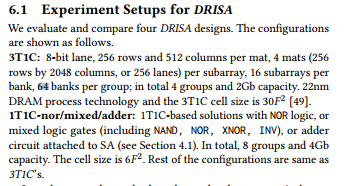 6.1 Experiment Setups for DRISA
We evaluate and compare four DRISA designs. The configurations
are shown as follows.
3T1C: 8-bit lane, 256 rows and 512 columns per mat, 4 mats (256
rows by 2048 columns, or 256 lanes) per subarray, 16 subarrays per
bank, 64 banks per group; in total 4 groups and 2Gb capacity. 22nm
DRAM process technology and the 3T1C cell size is 30F² [49].
1T1C-nor/mixed/adder: 1T1C-based solutions with NOR logic, or
mixed logic gates (including NAND, NOR, XNOR, INV), or adder
circuit attached to SA (see Section 4.1). In total, 8 groups and 4Gb
capacity. The cell size is 6F². Rest of the configurations are same as
3T1C's.